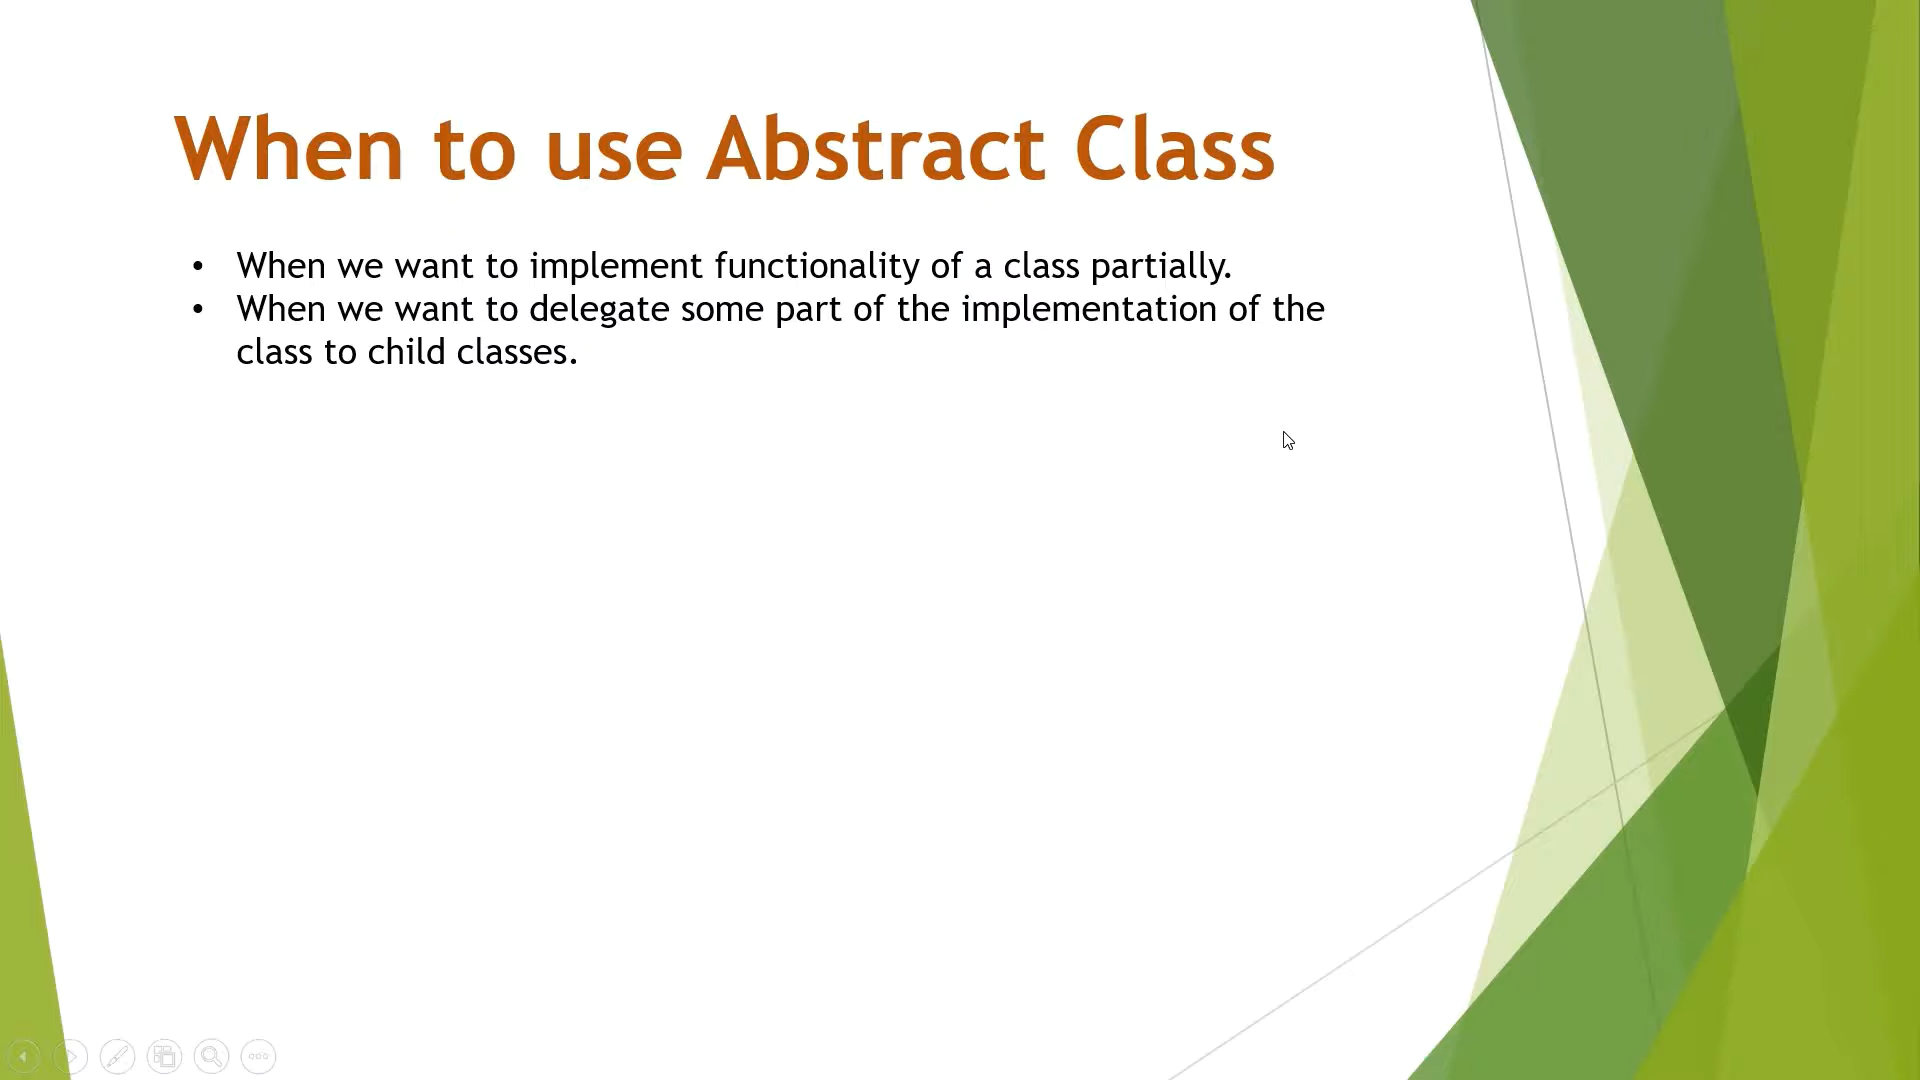 When to use Abstract Class
• When we want to implement functionality of a class partially.
• When we want to delegate some part of the implementation of the
class to child classes.